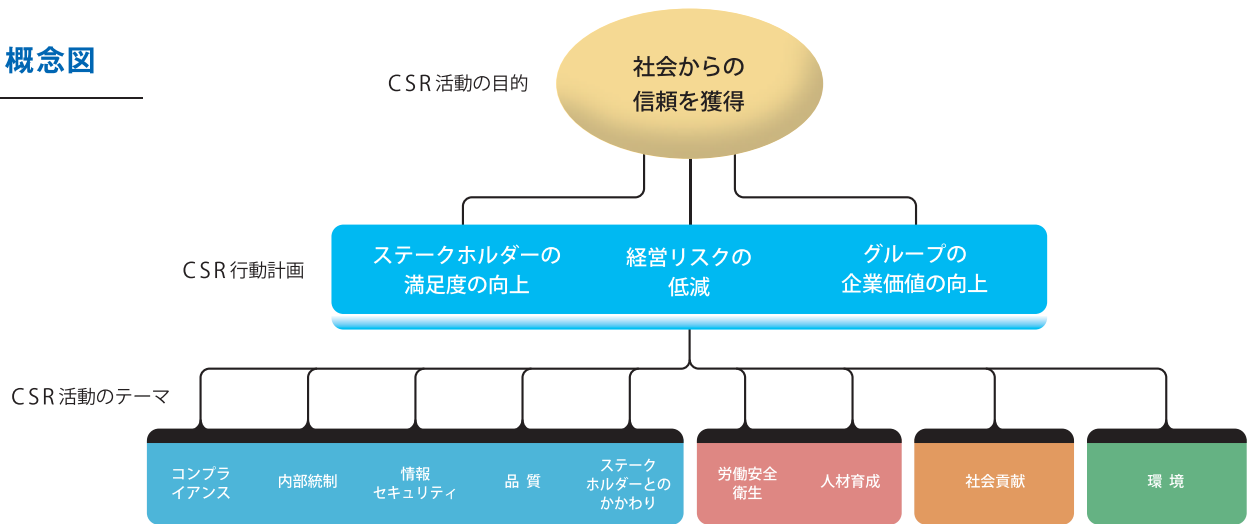 概念図
CSR活動の目的
社会からの
信頼を獲得
CSR行動計画
ステークホルダーの
満足度の向上
経営リスクの
低減
グループの
企業価値の向上
CSR活動のテーマ
コンプラ
イアンス
内部統制
情報
セキュリティ
品 質
ステーク
ホルダーとの
かかわり
労働安全
衛生
人材育成
社会貢献
環 境